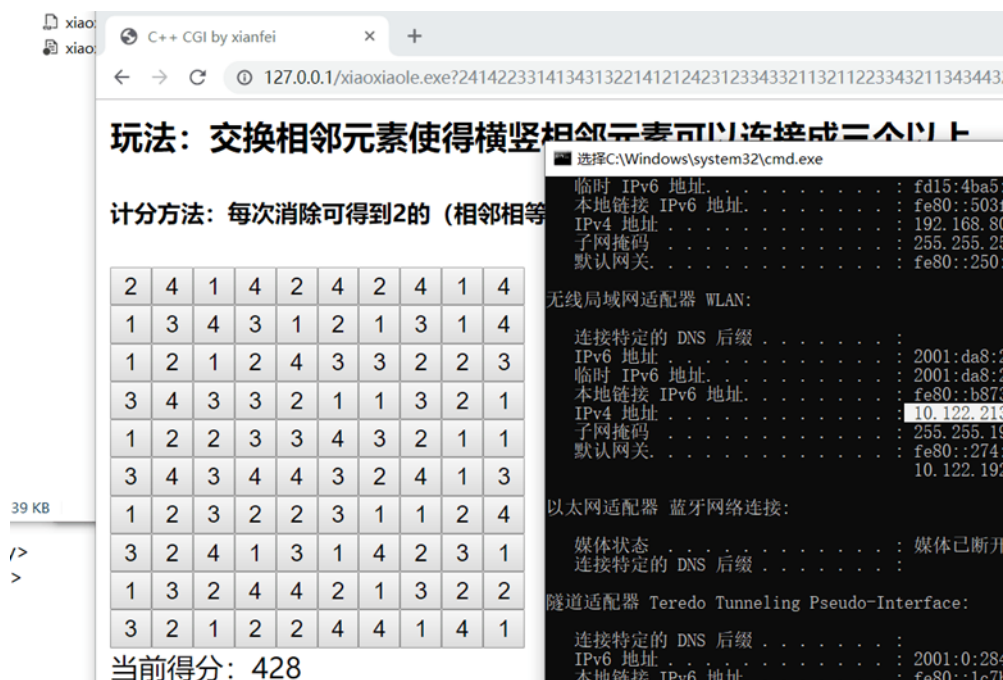 xiao
xiao
C++ CGI by xianfei
127.0.0.1/xiaoxiaole.exe?24142233141343132214121242312334332113211223343211343443
玩法：交换相邻元素使得横竖相邻元素可以连接成三个以上
计分方法：每次消除可得到2的（相邻相等
2 4 1 4 2 4 2 4 1 4
1 3 4 3 1 2 1 3 1 4
1 2 1 2 4 3 3 2 2 3
3 4 3 3 2 1 1 3 2 1
1 2 2 3 3 4 3 2 1 1
3 4 3 4 4 3 2 4 1 3
1 2 3 2 2 3 1 1 2 4
3 2 4 1 3 1 4 2 3 1
1 3 2 4 4 2 1 3 2 2
3 2 1 2 2 4 4 1 4 1
当前得分：428
39 KB
/>
>
选择C:\Windows\system32\cmd.exe
临时 IPv6 地址. . . . . . . . . . : fd15:4ba5:
本地链接 IPv6 地址. . . . . . . . : fe80::503f
IPv4 地址 . . . . . . . . . . . . : 192.168.80
子网掩码 . . . . . . . . . . . . : 255.255.25
默认网关. . . . . . . . . . . . . : fe80::250:
无线局域网适配器 WLAN:
连接特定的 DNS 后缀 . . . . . . . :
IPv6 地址 . . . . . . . . . . . . : 2001:da8:2
临时 IPv6 地址. . . . . . . . . . : 2001:da8:2
本地链接 IPv6 地址. . . . . . . . : fe80::b873
IPv4 地址 . . . . . . . . . . . . : 10.122.213
子网掩码 . . . . . . . . . . . . : 255.255.19
默认网关. . . . . . . . . . . . . : fe80::274:
10.122.192
以太网适配器 蓝牙网络连接:
媒体状态 . . . . . . . . . . . . : 媒体已断开
连接特定的 DNS 后缀 . . . . . . . :
隧道适配器 Teredo Tunneling Pseudo-Interface:
连接特定的 DNS 后缀 . . . . . . . :
IPv6 地址 . . . . . . . . . . . . : 2001:0:284
本地链接 IPv6 地址. . . . . . . . : fe80::1c7